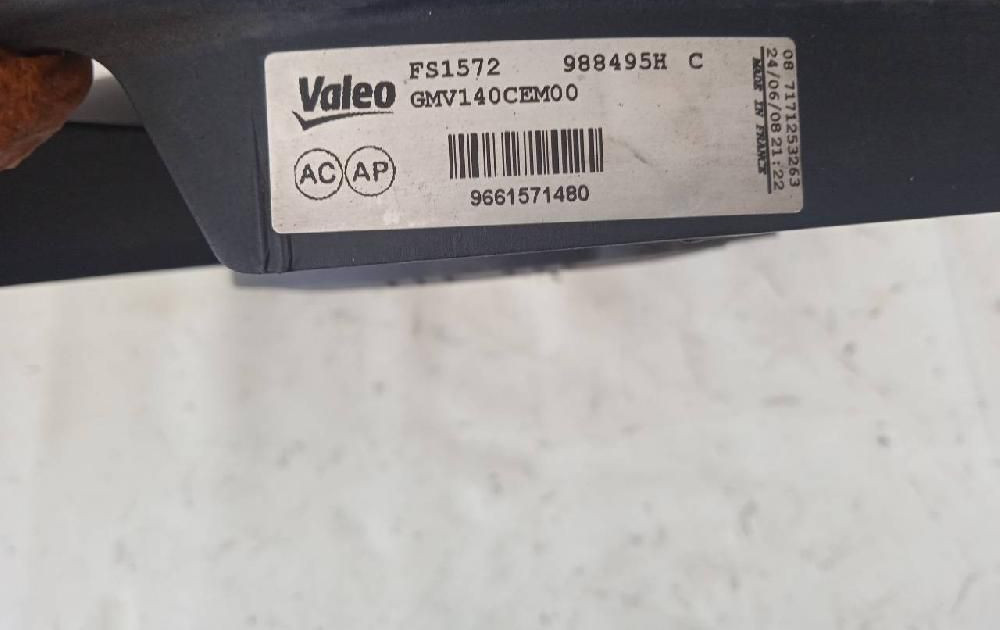 Valeo
FS1572 988495H C
GMV140CEM00
AC AP
9661571480
08 7171253263
24/06/08 21:22
MADE IN FRANCE